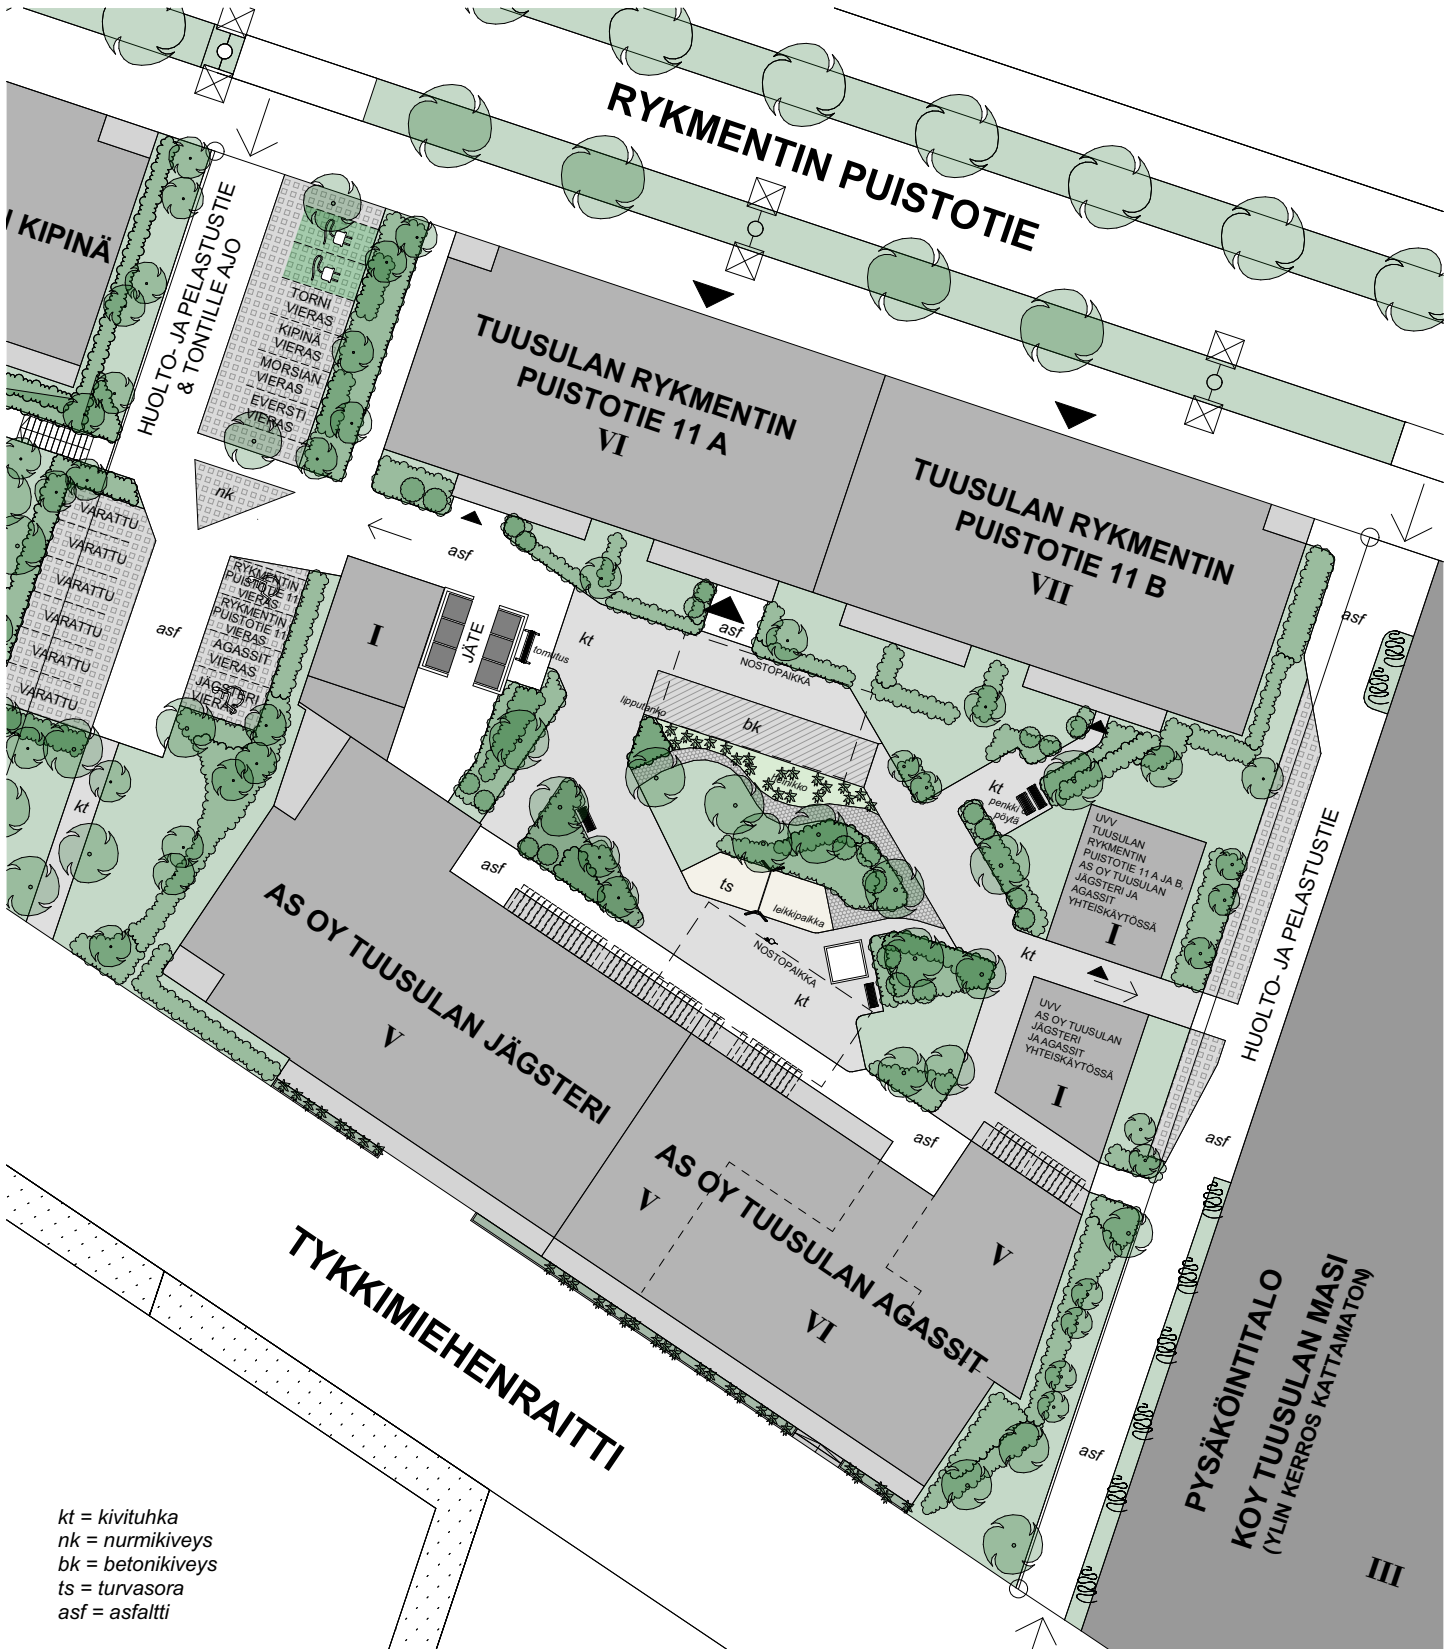 RYKMENTIN PUISTOTIE
N KIPINÄ
HUOLTO- JA PELASTUSTIE
& TONTILLE AJO
TORNI
VIERAS
KIPINÄ
VIERAS
MORSIAN
VIERAS
EVERSTI
VIERAS
TUUSULAN RYKMENTIN
PUISTOTIE 11 A
VI
TUUSULAN RYKMENTIN
PUISTOTIE 11 B
VII
nk
asf
asf
VARATTU
VARATTU
VARATTU
VARATTU
VARATTU
VARATTU
asf
RYKMENTIN
PUISTOTIE 11
VIERAS
RYKMENTIN
PUISTOTIE 11
VIERAS
AGASSIT
VIERAS
JÄGSTERI
VIERAS
I
JÄTE
tomutus
kt
asf
NOSTOPAIKKA
lipputanko
bk
heinikko
kt
penkki
pöytä
UVV
TUUSULAN
RYKMENTIN
PUISTOTIE 11 A JA B,
AS OY TUUSULAN
JÄGSTERI JA
AGASSIT
YHTEISKÄYTÖSSÄ
I
HUOLTO- JA PELASTUSTIE
kt
asf
ts
leikkipaikka
NOSTOPAIKKA
kt
kt
UVV
AS OY TUUSULAN
JÄGSTERI
JA AGASSIT
YHTEISKÄYTÖSSÄ
I
AS OY TUUSULAN JÄGSTERI
V
asf
asf
AS OY TUUSULAN AGASSIT
V
V
VI
TYKKIMIEHENRAITTI
asf
PYSÄKÖINTITALO
KOY TUUSULAN MASI
(YLIN KERROS KATTAMATON)
III
kt = kivituhka
nk = nurmikiveys
bk = betonikiveys
ts = turvasora
asf = asfaltti